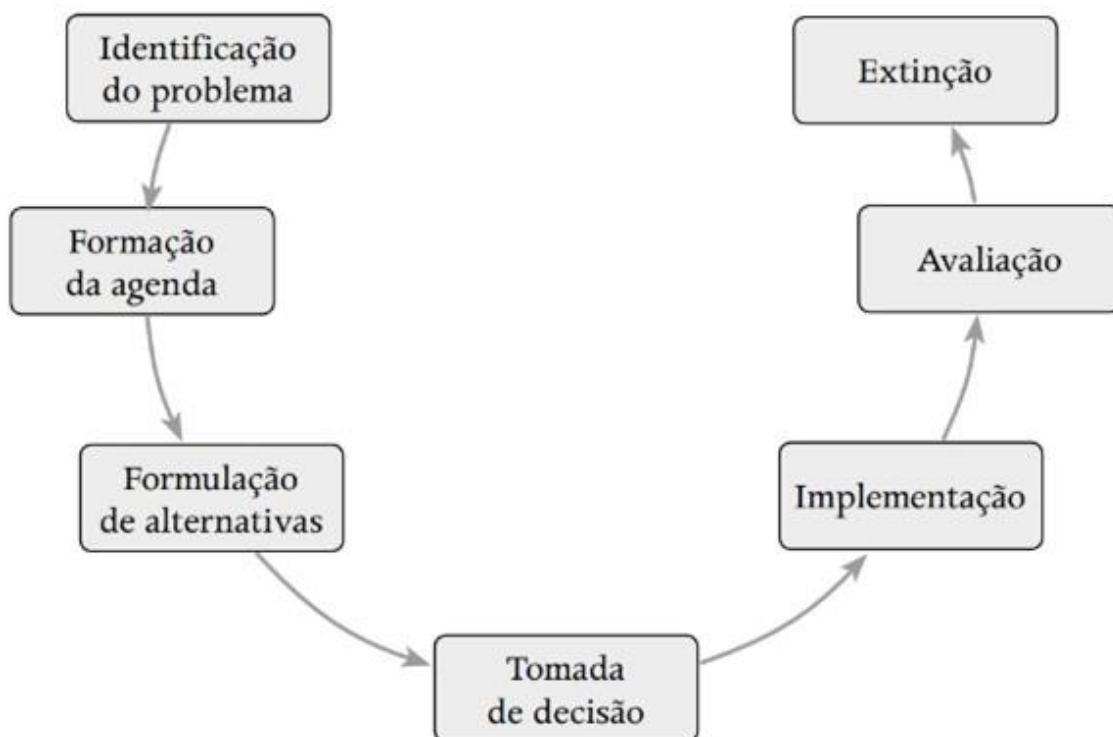 Identificação
do problema
Formação
da agenda
Formulação
de alternativas
Tomada
de decisão
Implementação
Avaliação
Extinção